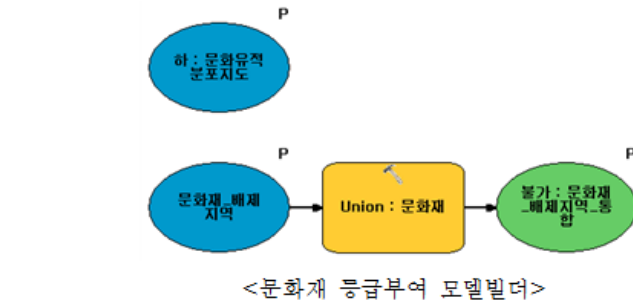 P
하 : 문화유적
분포지도
P
문화재_배제
지역
Union : 문화재
P
불가 : 문화재
_배제지역_통
합
<문화재 등급부여 모델빌더>